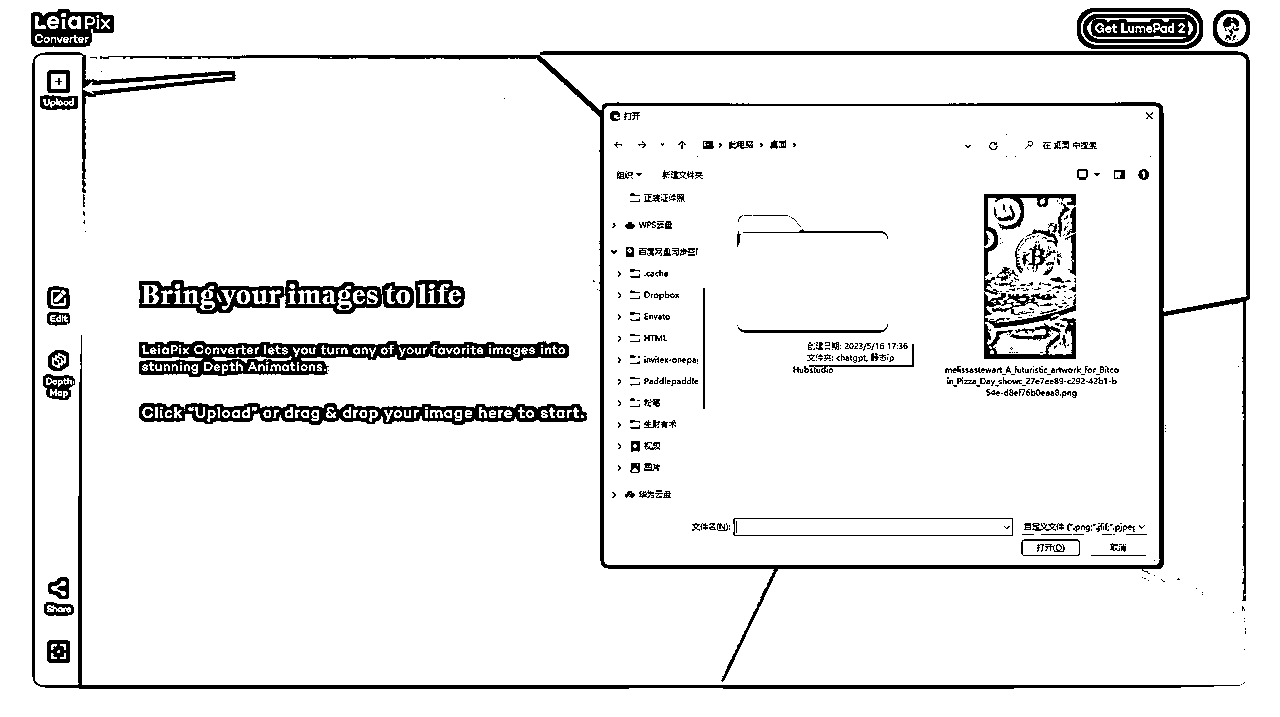 LeiaPix
Converter
Get LumePad 2
Upload
Edit
Depth
Map
Share
Bring your images to life
LeiaPix Converter lets you turn any of your favorite images into
stunning Depth Animations.
Click "Upload" or drag & drop your image here to start.
打开
此电脑 › 桌面 ›
在 桌面 中搜索
组织
新建文件夹
正装证件照
WPS云盘
百度网盘同步空
.cache
Dropbox
Envato
HTML
invitex-onepa
Paddlepaddle
生财有术
视频
图片
华为云盘
创建日期: 2023/5/16 17:36
文件夹: chatgpt, 静态ip
Hubstudio
melissastewart_A_futuristic_artwork_for_Bitco
in_Pizza_Day_showc_27e7ee89-c292-42b1-b
54e-d8ef76b0eaa8.png
文件名(N):
自定义文件 (*.png;*.jfif;*.pjpeg
打开(O)
取消